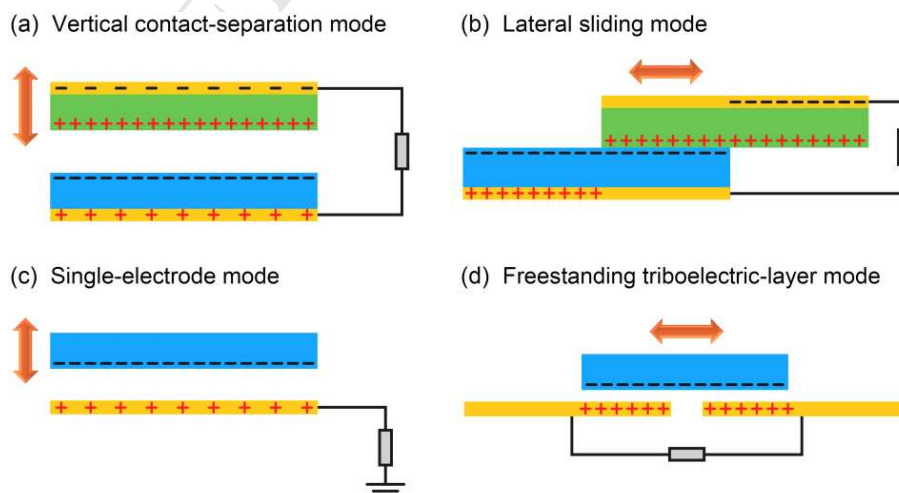 (a) Vertical contact-separation mode
(b) Lateral sliding mode
(c) Single-electrode mode
(d) Freestanding triboelectric-layer mode